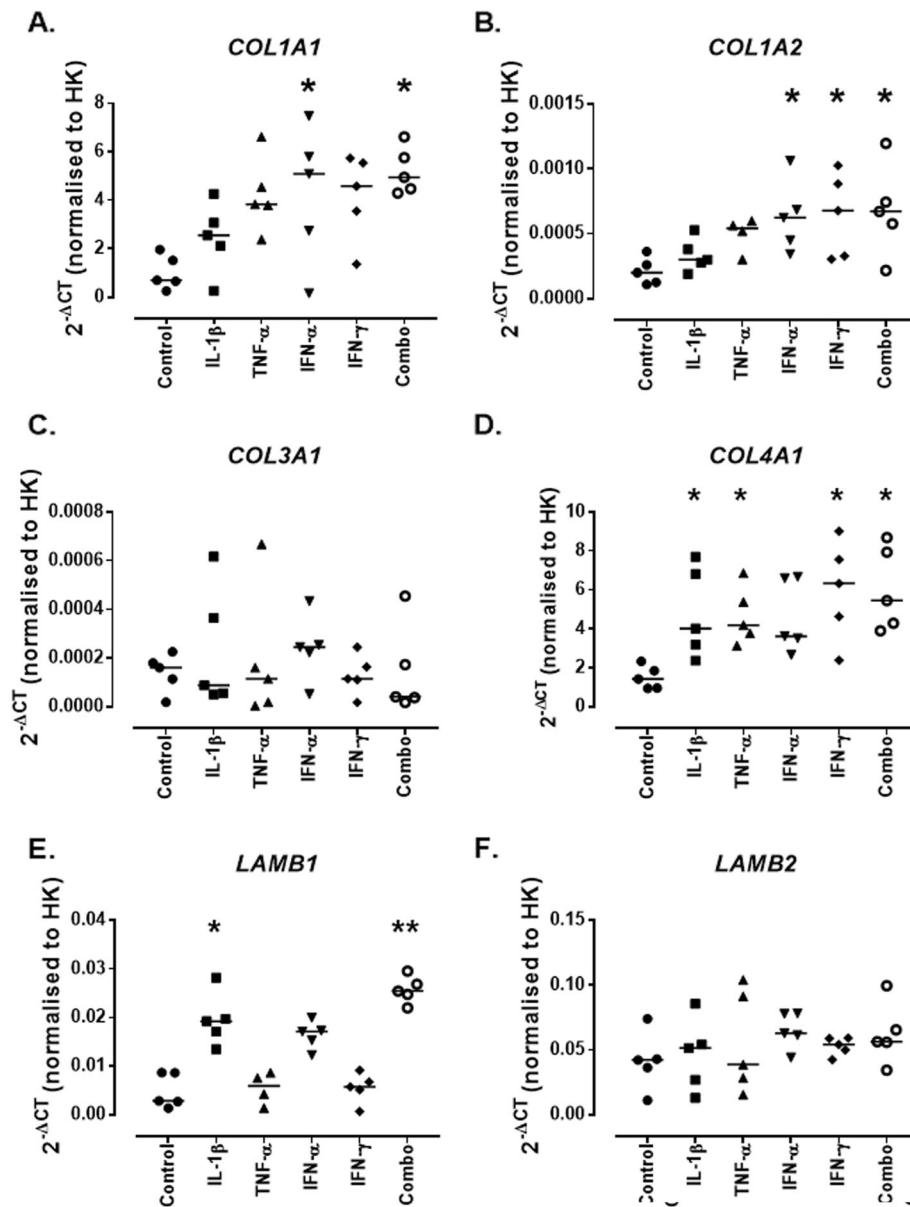 A.
COL1A1
2^-ΔCT (normalised to HK)
8
6
4
2
0
*
*
Control
IL-1β
TNF-α
IFN-α
IFN-γ
Combo
B.
COL1A2
2^-ΔCT (normalised to HK)
0.0015
0.0010
0.0005
0.0000
*
*
*
Control
IL-1β
TNF-α
IFN-α
IFN-γ
Combo
C.
COL3A1
2^-ΔCT (normalised to HK)
0.0008
0.0006
0.0004
0.0002
0.0000
Control
IL-1β
TNF-α
IFN-α
IFN-γ
Combo
D.
COL4A1
2^-ΔCT (normalised to HK)
10
8
6
4
2
0
*
*
*
*
Control
IL-1β
TNF-α
IFN-α
IFN-γ
Combo
E.
LAMB1
2^-ΔCT (normalised to HK)
0.04
0.03
0.02
0.01
0.00
*
**
Control
IL-1β
TNF-α
IFN-α
IFN-γ
Combo
F.
LAMB2
2^-ΔCT (normalised to HK)
0.15
0.10
0.05
0.00
Control
IL-1β
TNF-α
IFN-α
IFN-γ
Combo